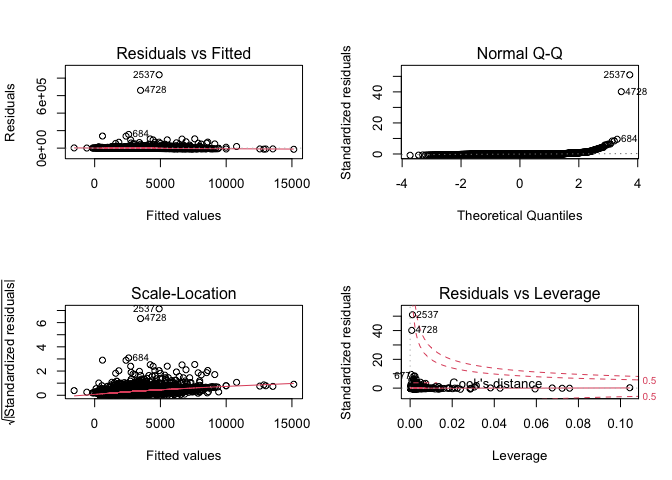 Residuals vs Fitted
Residuals
0e+00
6e+05
2537
4728
684
0
5000
10000
15000
Fitted values
Normal Q-Q
Standardized residuals
0
20
40
2537
4728
684
-4
-2
0
2
4
Theoretical Quantiles
Scale-Location
√|Standardized residuals|
0
2
4
6
2537
4728
684
0
5000
10000
15000
Fitted values
Residuals vs Leverage
Standardized residuals
0
20
40
2537
4728
Cook's distance
0.5
0.5
0.00
0.02
0.04
0.06
0.08
0.10
Leverage